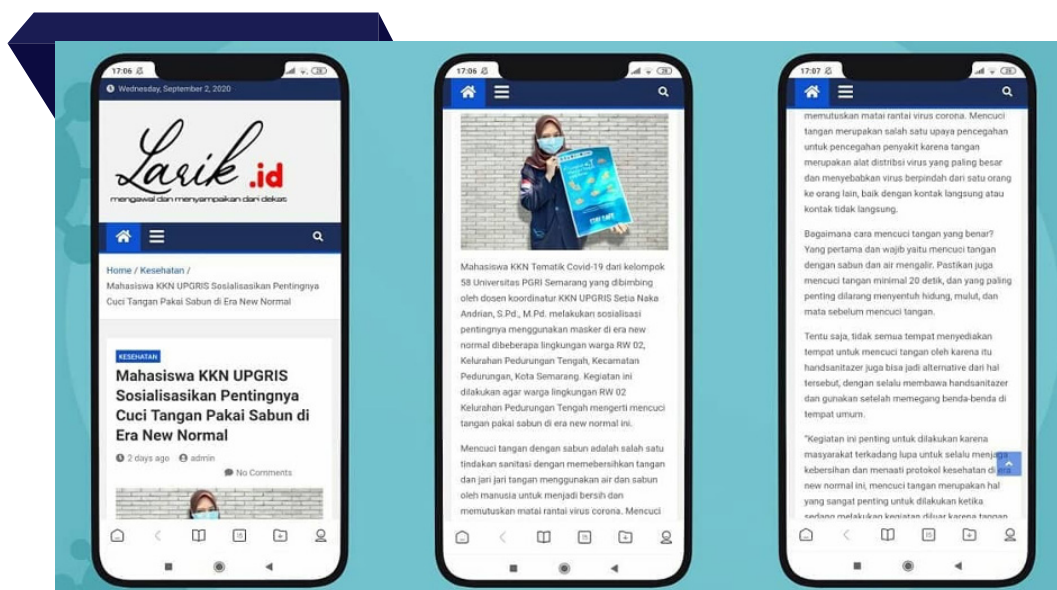 17:06
Wednesday, September 2, 2020
Larik.id
mengawal dan menyampaikan dari dekat
Home / Kesehatan /
Mahasiswa KKN UPGRIS Sosialisasikan Pentingnya
Cuci Tangan Pakai Sabun di Era New Normal
KESEHATAN
Mahasiswa KKN UPGRIS
Sosialisasikan Pentingnya
Cuci Tangan Pakai Sabun di
Era New Normal
2 days ago admin
No Comments
17:06
STAY SAFE
Mahasiswa KKN Tematik Covid-19 dari kelompok
58 Universitas PGRI Semarang yang dibimbing
oleh dosen koordinatur KKN UPGRIS Setia Naka
Andrian, S.Pd., M.Pd. melakukan sosialisasi
pentingnya menggunakan masker di era new
normal dibeberapa lingkungan warga RW 02,
Kelurahan Pedurungan Tengah, Kecamatan
Pedurungan, Kota Semarang. Kegiatan ini
dilakukan agar warga lingkungan RW 02
Kelurahan Pedurungan Tengah mengerti mencuci
tangan pakai sabun di era new normal ini.
Mencuci tangan dengan sabun adalah salah satu
tindakan sanitasi dengan memebersihkan tangan
dan jari jari tangan menggunakan air dan sabun
oleh manusia untuk menjadi bersih dan
memutuskan matai rantai virus corona. Mencuci
17:07
memutuskan matai rantai virus corona. Mencuci
tangan merupakan salah satu upaya pencegahan
untuk pencegahan penyakit karena tangan
merupakan alat distribsi virus yang paling besar
dan menyebabkan virus berpindah dari satu orang
ke orang lain, baik dengan kontak langsung atau
kontak tidak langsung.
Bagaimana cara mencuci tangan yang benar?
Yang pertama dan wajib yaitu mencuci tangan
dengan sabun dan air mengalir. Pastikan juga
mencuci tangan minimal 20 detik, dan yang paling
penting dilarang menyentuh hidung, mulut, dan
mata sebelum mencuci tangan.
Tentu saja, tidak semua tempat menyediakan
tempat untuk mencuci tangan oleh karena itu
handsanitazer juga bisa jadi alternative dari hal
tersebut, dengan selalu membawa handsanitazer
dan gunakan setelah memegang benda-benda di
tempat umum.
"Kegiatan ini penting untuk dilakukan karena
masyarakat terkadang lupa untuk selalu menjaga
kebersihan dan menaati protokol kesehatan di era
new normal ini, mencuci tangan merupakan hal
yang sangat penting untuk dilakukan ketika
sedang melakukan kegiatan diluar karena tangan